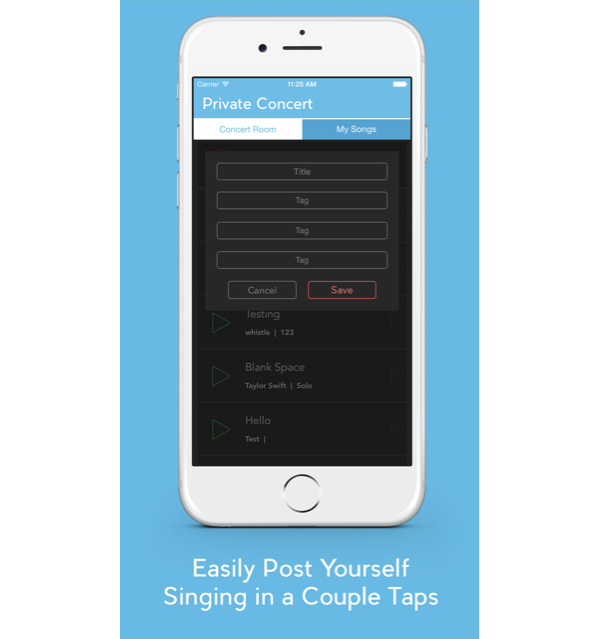 Carrier 11:25 AM
Private Concert
Concert Room My Songs
Title
Tag
Tag
Tag
Cancel Save
Testing
whistle | 123
Blank Space
Taylor Swift | Solo
Hello
Test |
Easily Post Yourself
Singing in a Couple Taps